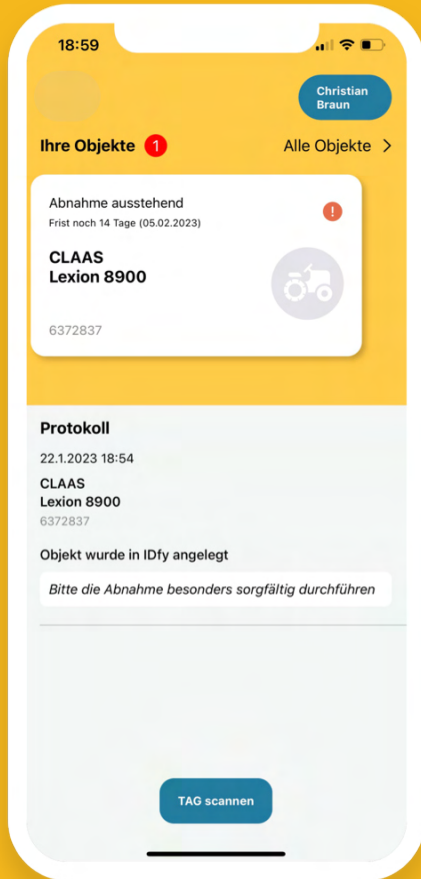 18:59
Christian
Braun
Ihre Objekte 1
Alle Objekte >
Abnahme ausstehend
Frist noch 14 Tage (05.02.2023)
!
CLAAS
Lexion 8900
6372837
Protokoll
22.1.2023 18:54
CLAAS
Lexion 8900
6372837
Objekt wurde in IDfy angelegt
Bitte die Abnahme besonders sorgfältig durchführen
TAG scannen